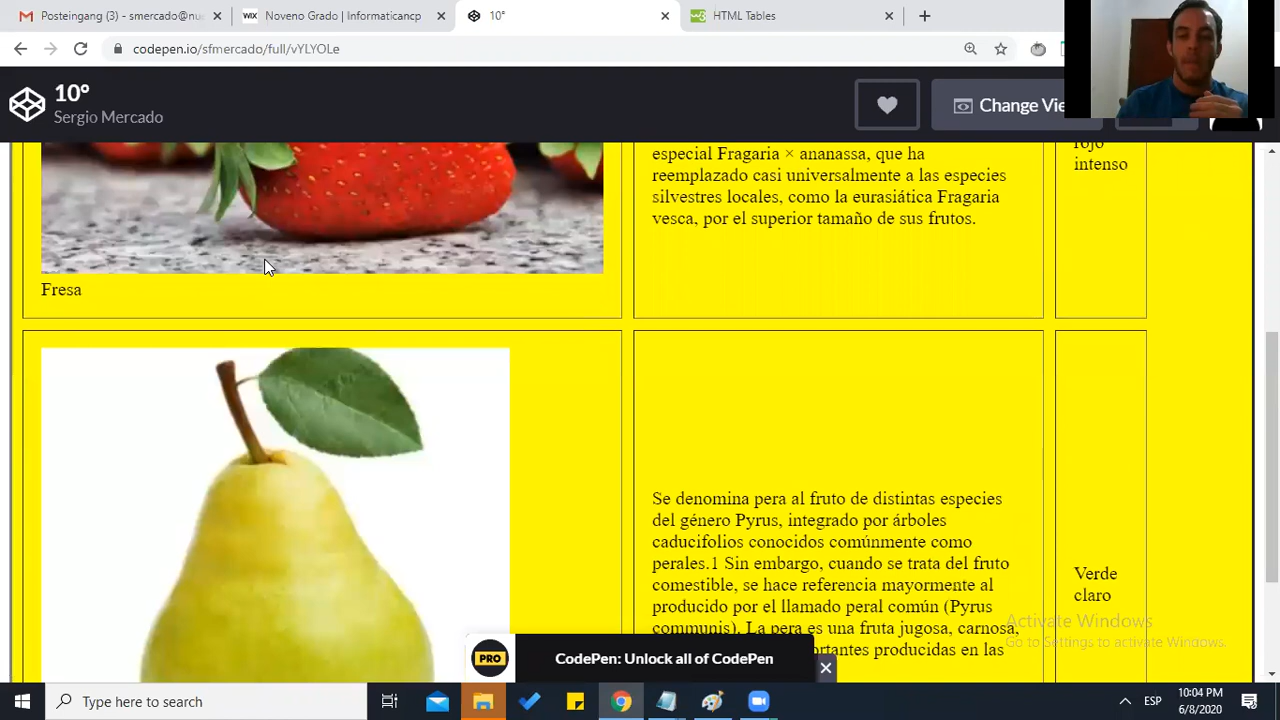 Posteingang (3) - smercado@nu
WIX Noveno Grado | Informaticancp
10°
w3 HTML Tables
codepen.io/sfmercado/full/vYLYOLe
10°
Sergio Mercado
Change Vie
rojo
intenso
especial Fragaria × ananassa, que ha
reemplazado casi universalmente a las especies
silvestres locales, como la eurasiática Fragaria
vesca, por el superior tamaño de sus frutos.
Fresa
Se denomina pera al fruto de distintas especies
del género Pyrus, integrado por árboles
caducifolios conocidos comúnmente como
perales.1 Sin embargo, cuando se trata del fruto
comestible, se hace referencia mayormente al
producido por el llamado peral común (Pyrus
communis). La pera es una fruta jugosa, carnosa,
ortantes producidas en las
Verde
claro
Activate Windows
Go to Settings to activate Windows.
PRO CodePen: Unlock all of CodePen
Type here to search
ESP
10:04 PM
6/8/2020